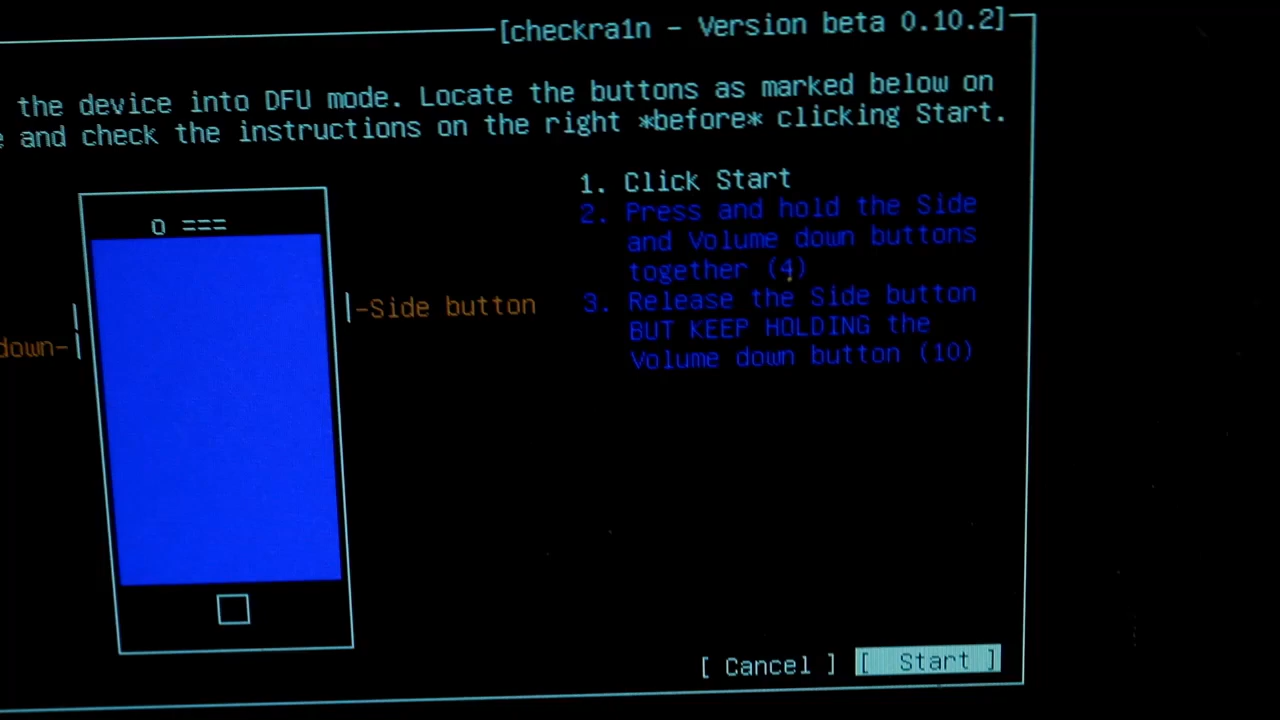 [checkra1n - Version beta 0.10.2]
the device into DFU mode. Locate the buttons as marked below on
and check the instructions on the right *before* clicking Start.
1. Click Start
2. Press and hold the Side
and Volume down buttons
together (4)
3. Release the Side button
BUT KEEP HOLDING the
Volume down button (10)
o ===
-Side button
down-
[ Cancel ] [ Start ]